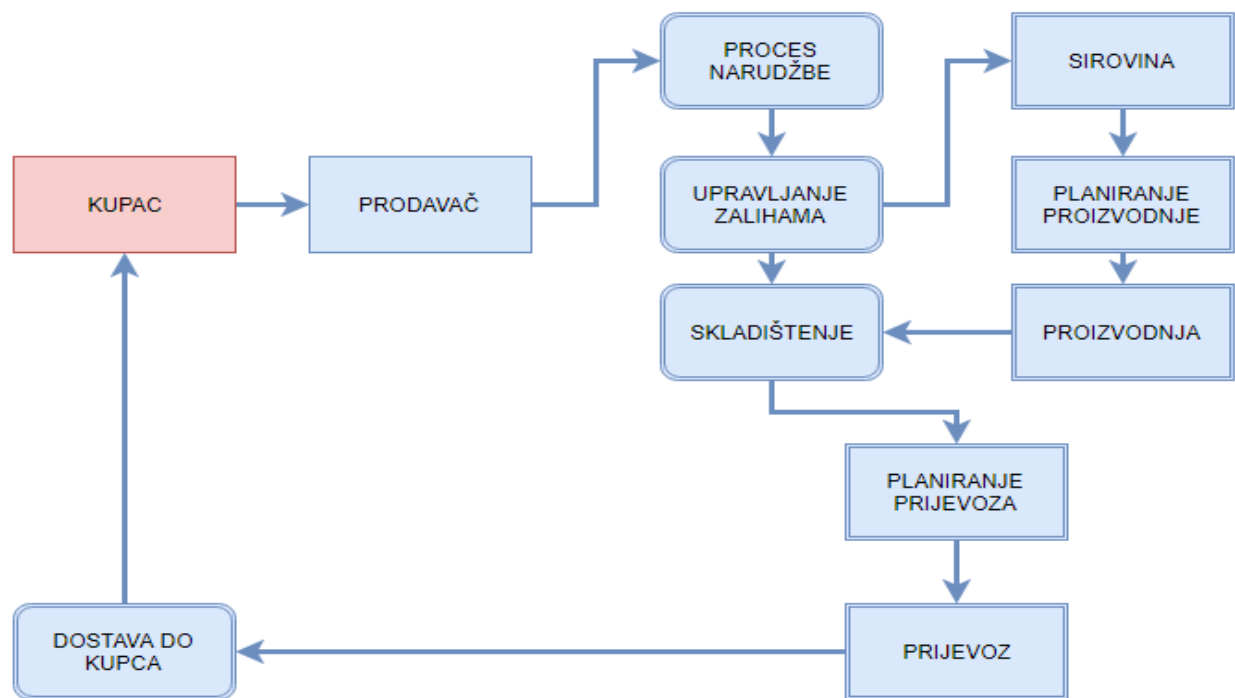 PROCES
NARUDŽBE
SIROVINA
KUPAC
PRODAVAČ
UPRAVLJANJE
ZALIHAMA
PLANIRANJE
PROIZVODNJE
SKLADIŠTENJE
PROIZVODNJA
PLANIRANJE
PRIJEVOZA
DOSTAVA DO
KUPCA
PRIJEVOZ